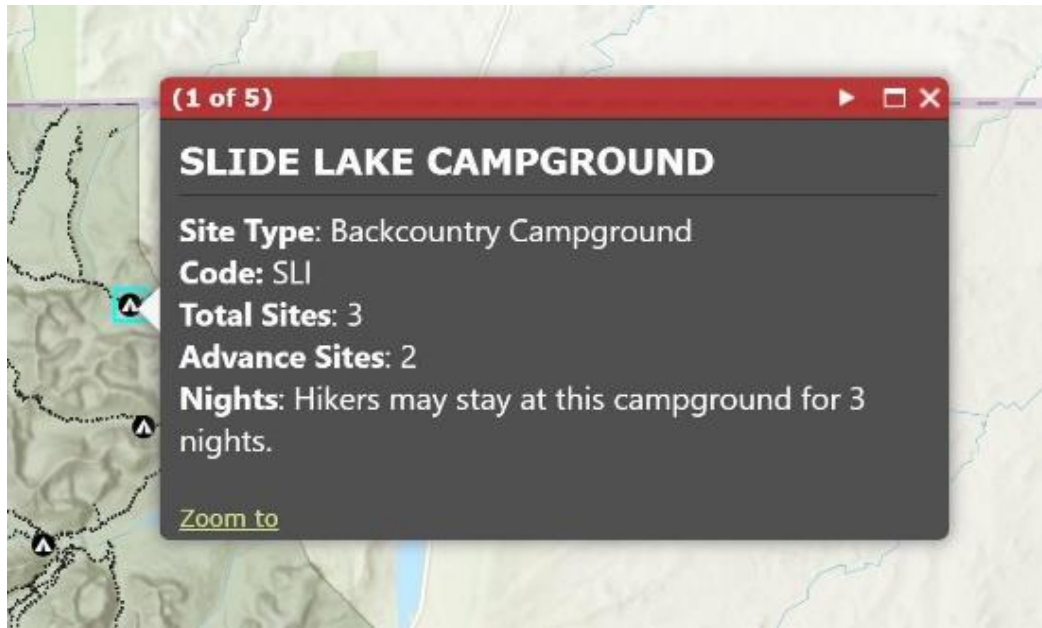 (1 of 5)
SLIDE LAKE CAMPGROUND
Site Type: Backcountry Campground
Code: SLI
Total Sites: 3
Advance Sites: 2
Nights: Hikers may stay at this campground for 3
nights.
Zoom to